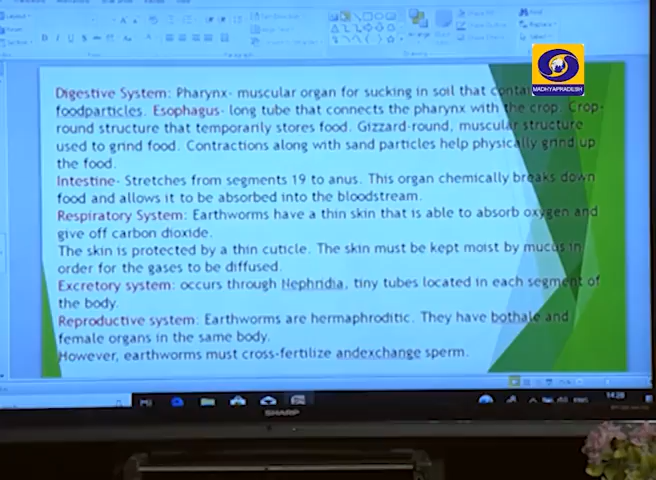 MADHYAPRADESH
Digestive System: Pharynx- muscular organ for sucking in soil that
foodparticles. Esophagus- long tube that connects the pharynx with the crop. Crop-
round structure that temporarily stores food. Gizzard-round, muscular structure
used to grind food. Contractions along with sand particles help physically grind up
the food.
Intestine- Stretches from segments 19 to anus. This organ chemically breaks down
food and allows it to be absorbed into the bloodstream.
Respiratory System: Earthworms have a thin skin that is able to absorb oxygen and
give off carbon dioxide.
The skin is protected by a thin cuticle. The skin must be kept moist by mucus in
order for the gases to be diffused.
Excretory system: occurs through Nephridia, tiny tubes located in each segment of
the body.
Reproductive system: Earthworms are hermaphroditic. They have bothale and
female organs in the same body.
However, earthworms must cross-fertilize andexchange sperm.
14:28
SHARP